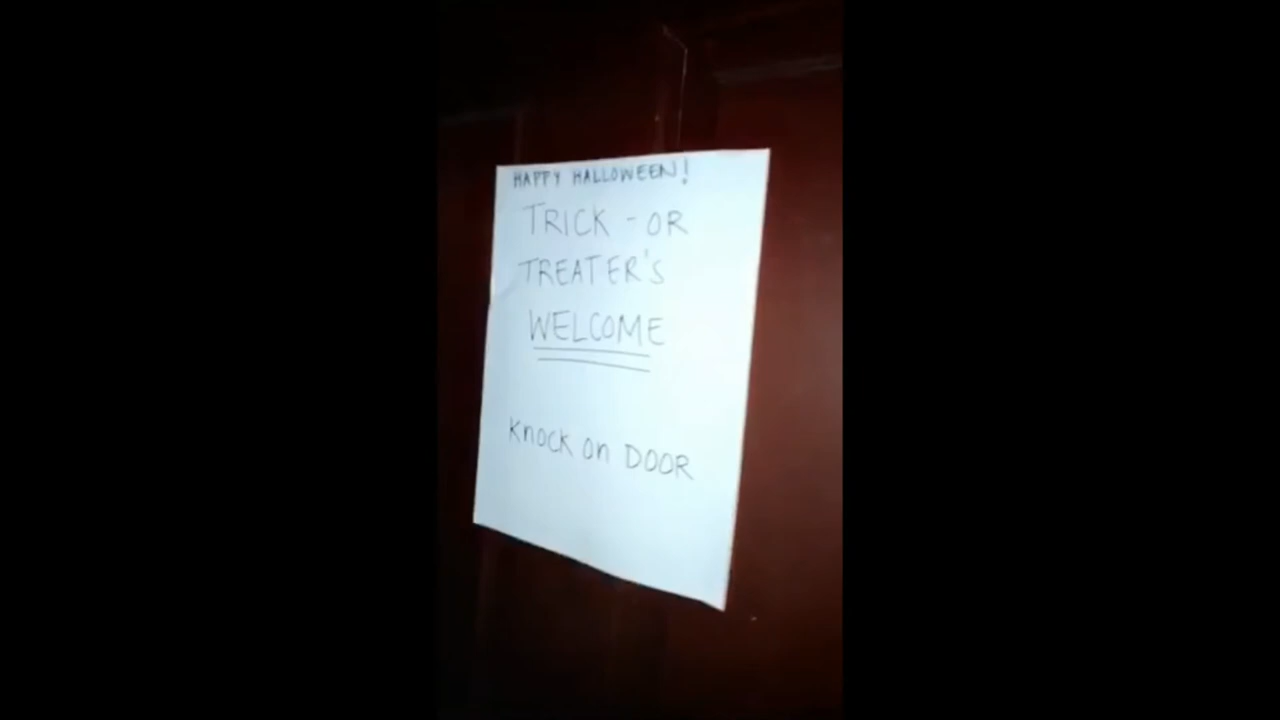 HAPPY HALLOWEEN!
TRICK - OR
TREATER'S
WELCOME
Knock on DOOR